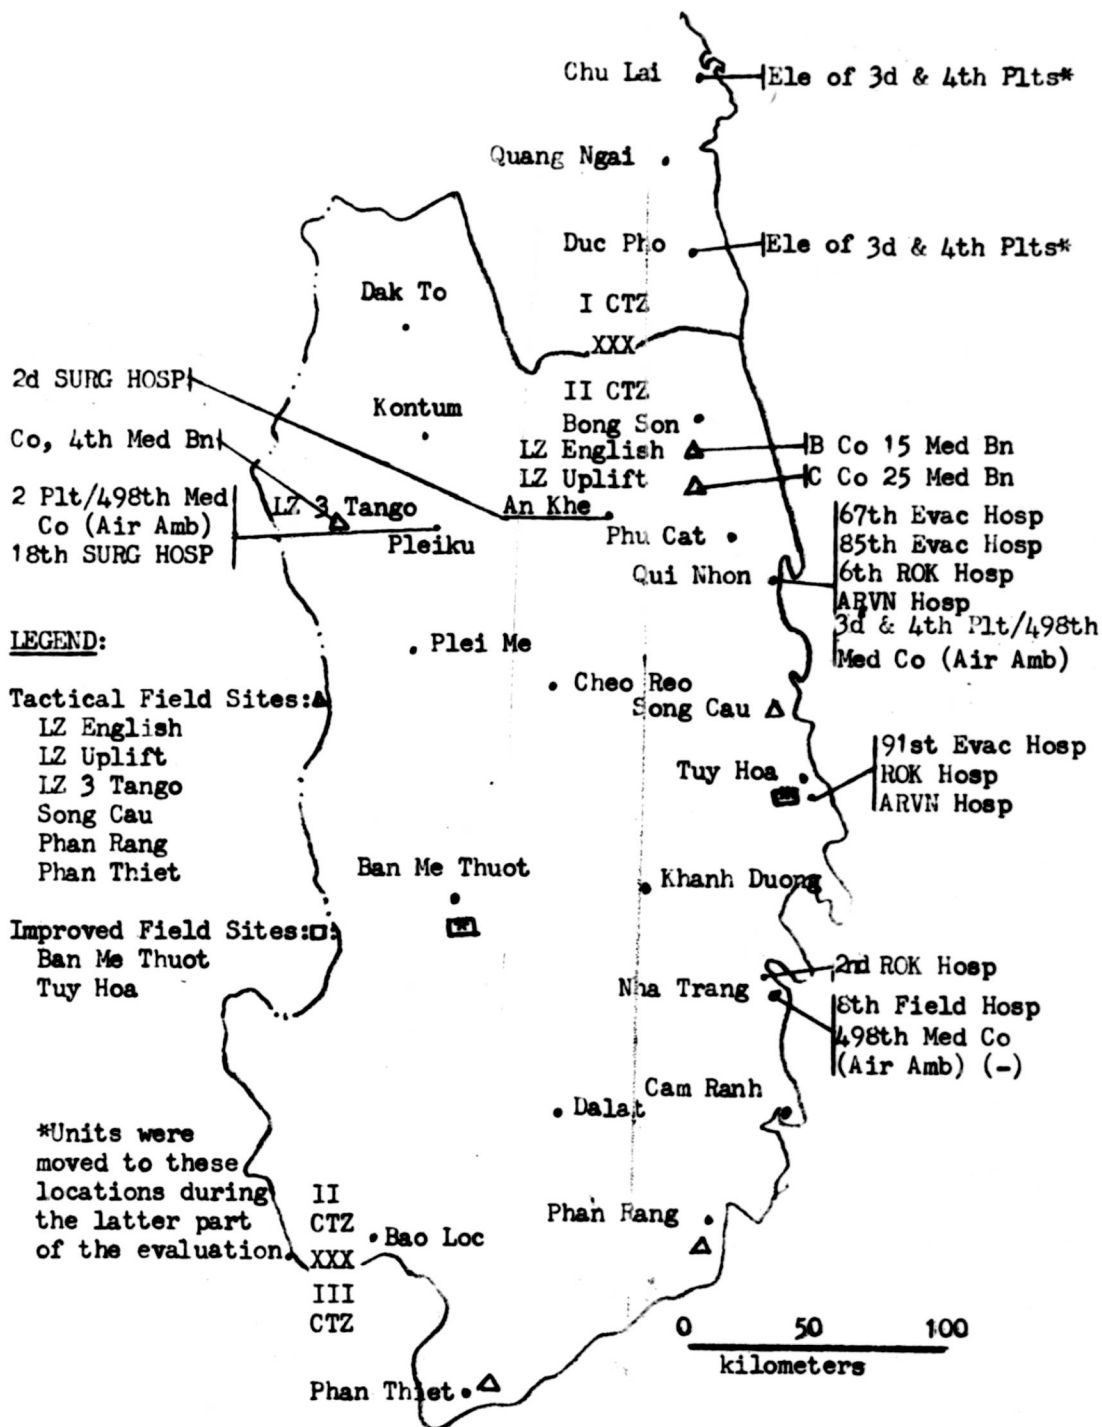 Chu Lai
Ele of 3d & 4th Plts*
Quang Ngai
Duc Pho
Ele of 3d & 4th Plts*
Dak To
I CTZ
XXX
II CTZ
2d SURG HOSP
Kontum
Bong Son
Co, 4th Med Bn
LZ English
B Co 15 Med Bn
LZ Uplift
C Co 25 Med Bn
2 Plt/498th Med
Co (Air Amb)
18th SURG HOSP
LZ 3 Tango
An Khe
Pleiku
Phu Cat
Qui Nhon
67th Evac Hosp
85th Evac Hosp
6th ROK Hosp
ARVN Hosp
3d & 4th Plt/498th
Med Co (Air Amb)
LEGEND:
Plei Me
Cheo Reo
Song Cau
Tactical Field Sites:
LZ English
LZ Uplift
LZ 3 Tango
Song Cau
Phan Rang
Phan Thiet
Tuy Hoa
91st Evac Hosp
ROK Hosp
ARVN Hosp
Ban Me Thuot
*
Khanh Duong
Improved Field Sites:
Ban Me Thuot
Tuy Hoa
2nd ROK Hosp
Nha Trang
8th Field Hosp
498th Med Co
(Air Amb) (-)
Cam Ranh
Dalat
*Units were
moved to these
locations during
the latter part
of the evaluation.
II
CTZ
XXX
III
CTZ
Bao Loc
Phan Rang
0 50 100
kilometers
Phan Thiet